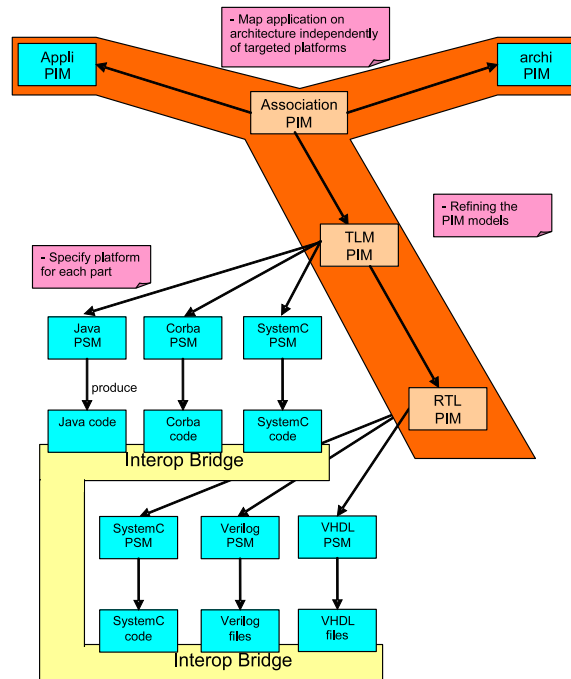 - Map application on
architecture independently
of targeted platforms
Appli
PIM
archi
PIM
Association
PIM
- Refining the
PIM models
TLM
PIM
- Specify platform
for each part
Java
PSM
Corba
PSM
SystemC
PSM
produce
RTL
PIM
Java code
Corba
code
SystemC
code
Interop Bridge
SystemC
PSM
Verilog
PSM
VHDL
PSM
SystemC
code
Verilog
files
VHDL
files
Interop Bridge